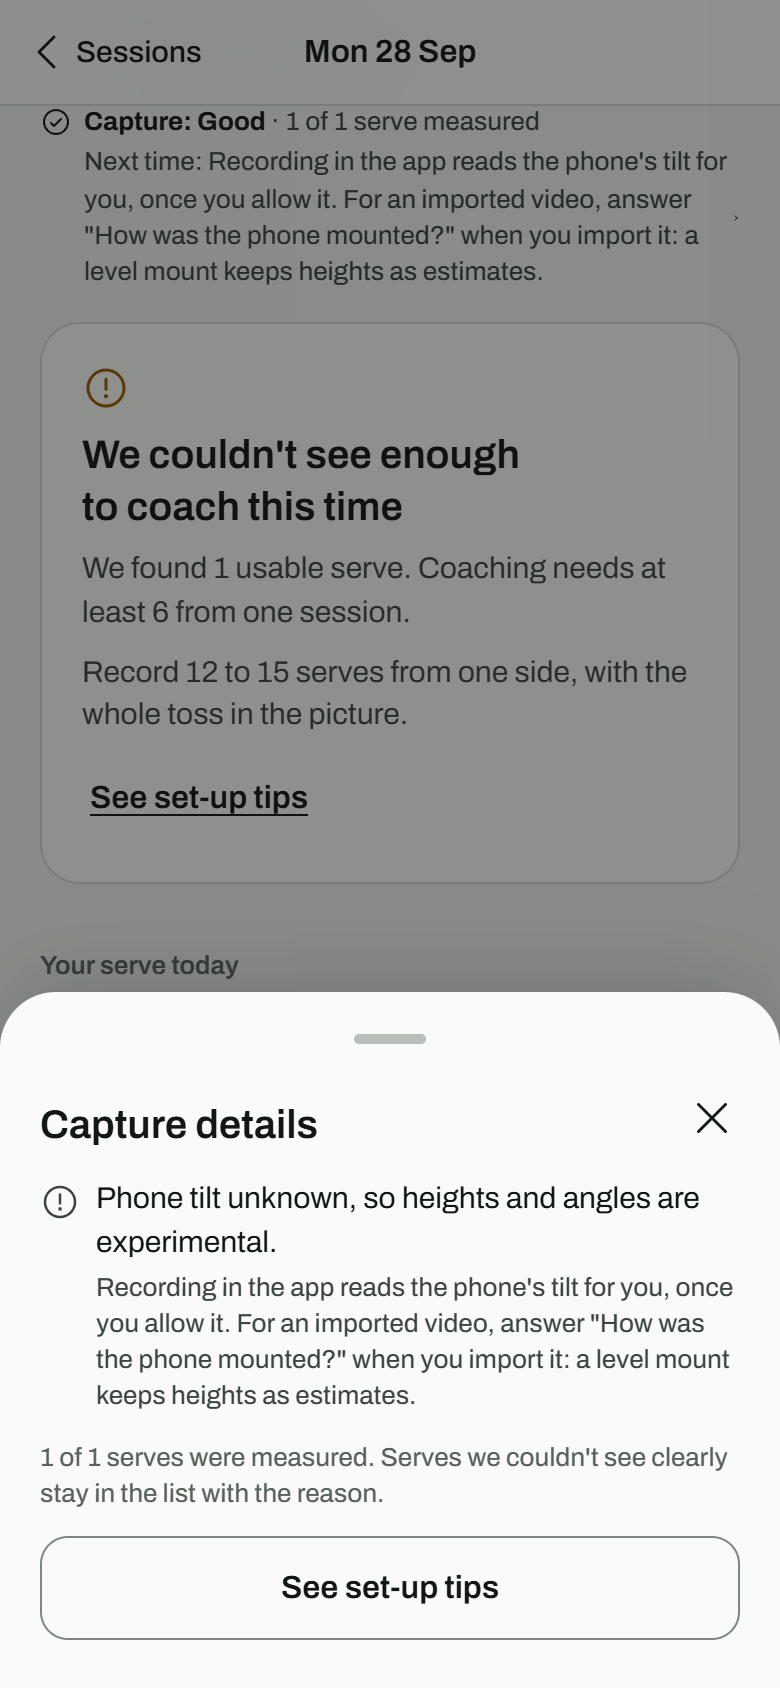 Sessions
Mon 28 Sep
Capture: Good · 1 of 1 serve measured
Next time: Recording in the app reads the phone's tilt for
you, once you allow it. For an imported video, answer
"How was the phone mounted?" when you import it: a
level mount keeps heights as estimates.
We couldn't see enough
to coach this time
We found 1 usable serve. Coaching needs at
least 6 from one session.
Record 12 to 15 serves from one side, with the
whole toss in the picture.
See set-up tips
Your serve today
Capture details
Phone tilt unknown, so heights and angles are
experimental.
Recording in the app reads the phone's tilt for you, once
you allow it. For an imported video, answer "How was
the phone mounted?" when you import it: a level mount
keeps heights as estimates.
1 of 1 serves were measured. Serves we couldn't see clearly
stay in the list with the reason.
See set-up tips